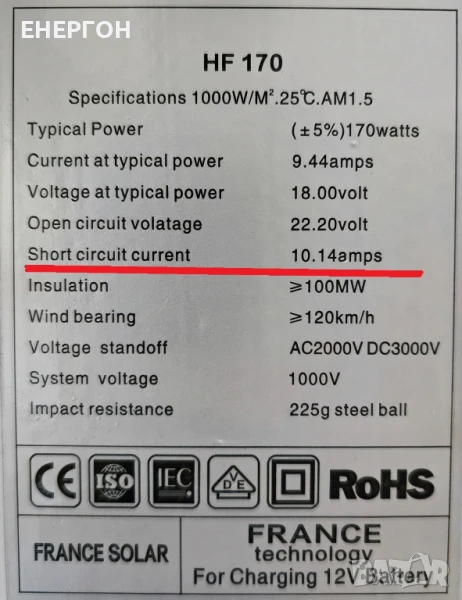 ЕНЕРГОН
HF 170
Specifications 1000W/M².25℃.AM1.5
Typical Power (±5%)170watts
Current at typical power 9.44amps
Voltage at typical power 18.00volt
Open circuit volatage 22.20volt
Short circuit current 10.14amps
Insulation ≥100MW
Wind bearing ≥120km/h
Voltage standoff AC2000V DC3000V
System voltage 1000V
Impact resistance 225g steel ball
CE ISO IEC VDE RoHS
FRANCE SOLAR
FRANCE
technology
For Charging 12V Battery